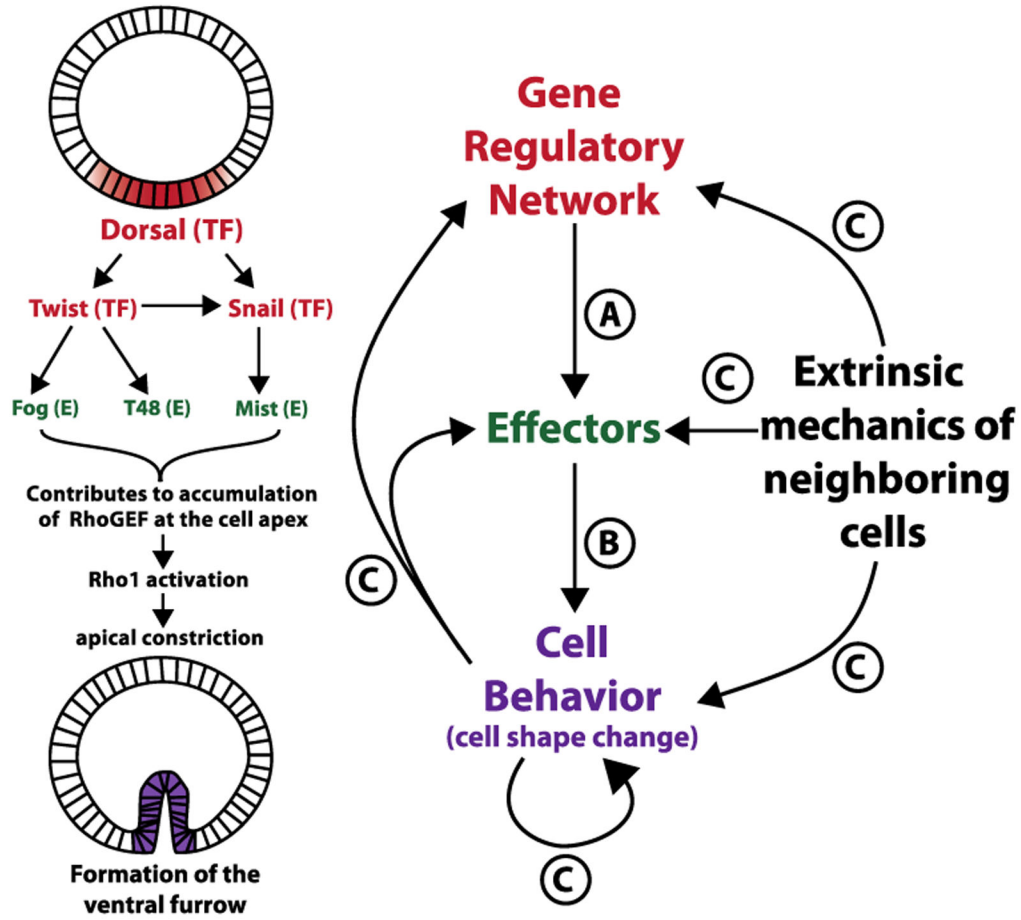 Dorsal (TF)
Twist (TF)
Snail (TF)
Fog (E)
T48 (E)
Mist (E)
Contributes to accumulation
of RhoGEF at the cell apex
Rho1 activation
apical constriction
Formation of the
ventral furrow
Gene
Regulatory
Network
A
Effectors
B
Cell
Behavior
(cell shape change)
C
C
C
C
C
Extrinsic
mechanics of
neighboring
cells